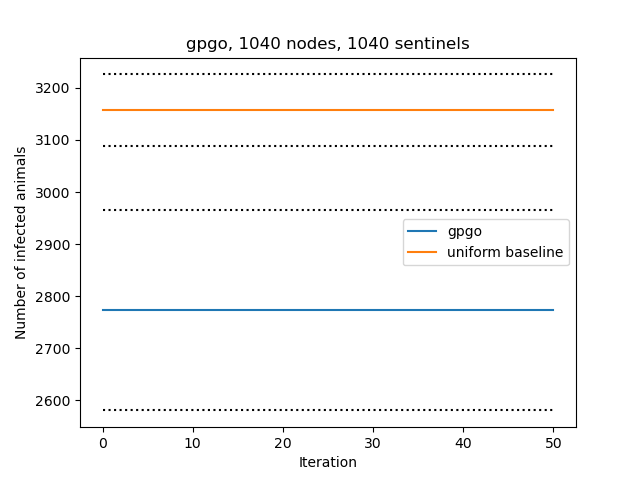 gpgo, 1040 nodes, 1040 sentinels
3200
3100
3000
2900
2800
2700
2600
Number of infected animals
gpgo
uniform baseline
0 10 20 30 40 50
Iteration